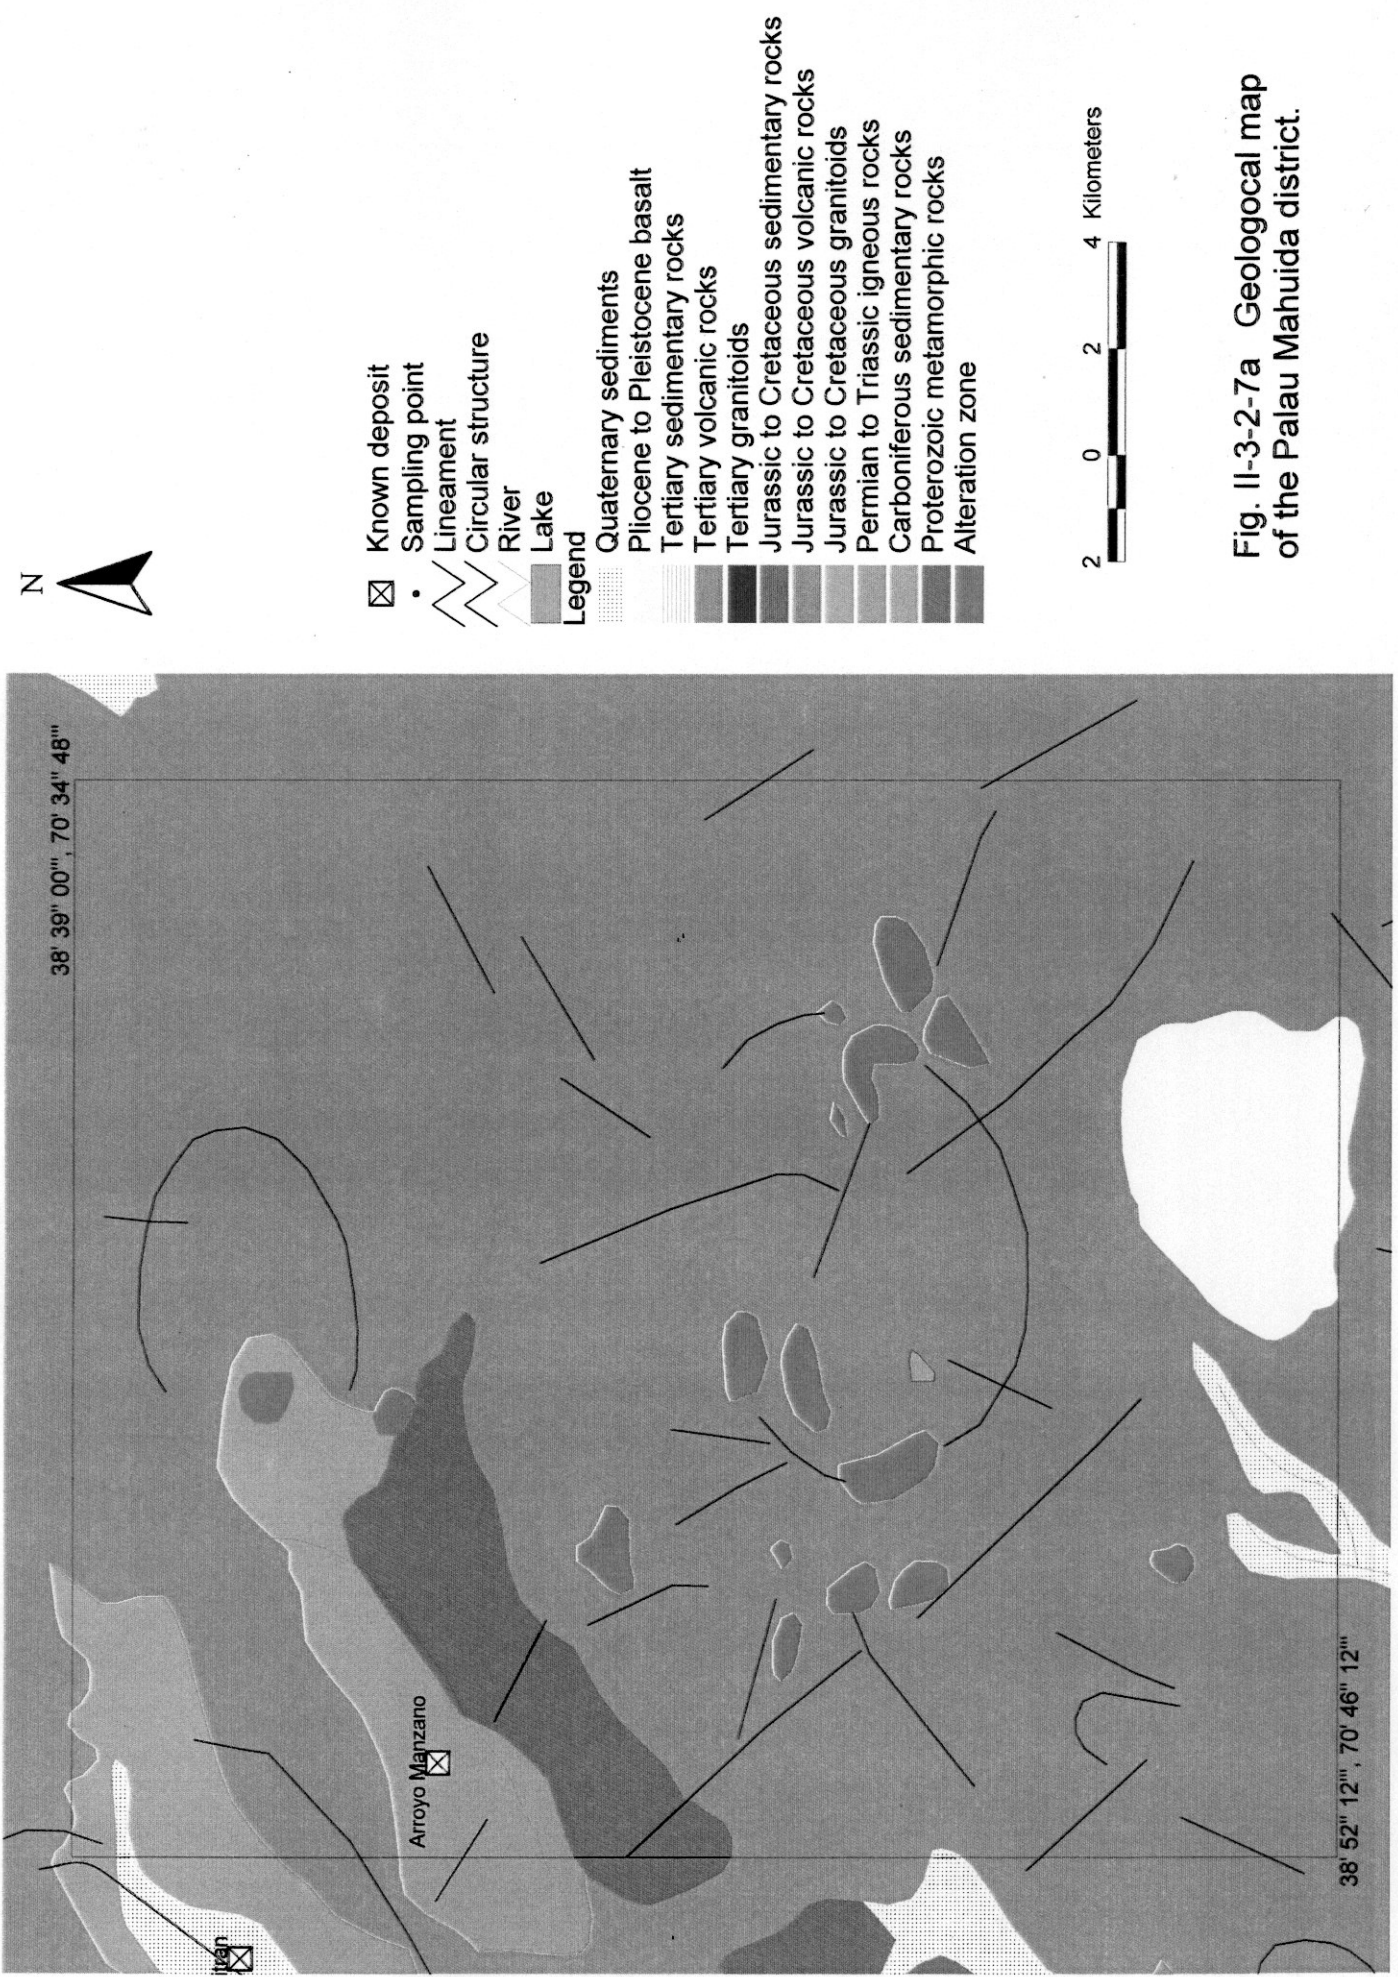 38' 39'' 00''', 70' 34'' 48'''
Arroyo Manzano
38' 52'' 12''', 70' 46'' 12'''
N
Known deposit
Sampling point
Lineament
Circular structure
River
Lake
Legend
Quaternary sediments
Pliocene to Pleistocene basalt
Tertiary sedimentary rocks
Tertiary volcanic rocks
Tertiary granitoids
Jurassic to Cretaceous sedimentary rocks
Jurassic to Cretaceous volcanic rocks
Jurassic to Cretaceous granitoids
Permian to Triassic igneous rocks
Carboniferous sedimentary rocks
Proterozoic metamorphic rocks
Alteration zone
2 0 2 4 Kilometers
Fig. II-3-2-7a Geologocal map
of the Palau Mahuida district.